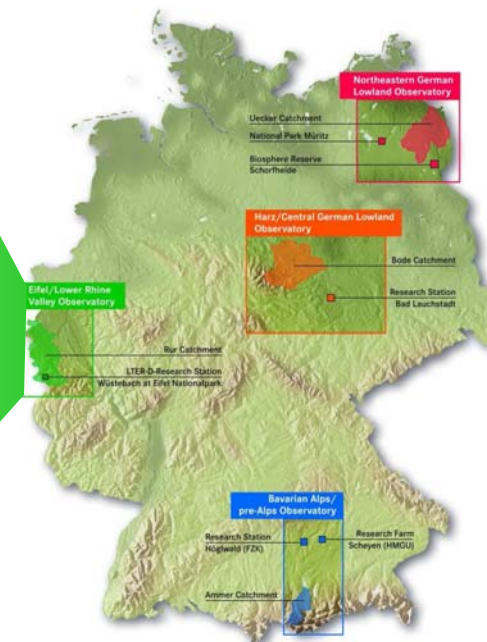 Northeastern German
Lowland Observatory
Uecker Catchment
National Park Müritz
Biosphere Reserve
Schorfheide
Harz/Central German Lowland
Observatory
Bode Catchment
Research Station
Bad Lauchstadt
Eifel/Lower Rhine
Valley Observatory
Rur Catchment
LTER-D-Research Station
Wüstebach at Eifel Nationalpark
Bavarian Alps/
pre-Alps Observatory
Research Station
Höglwald (FZK)
Research Farm
Scheyen (HMGU)
Ammer Catchment